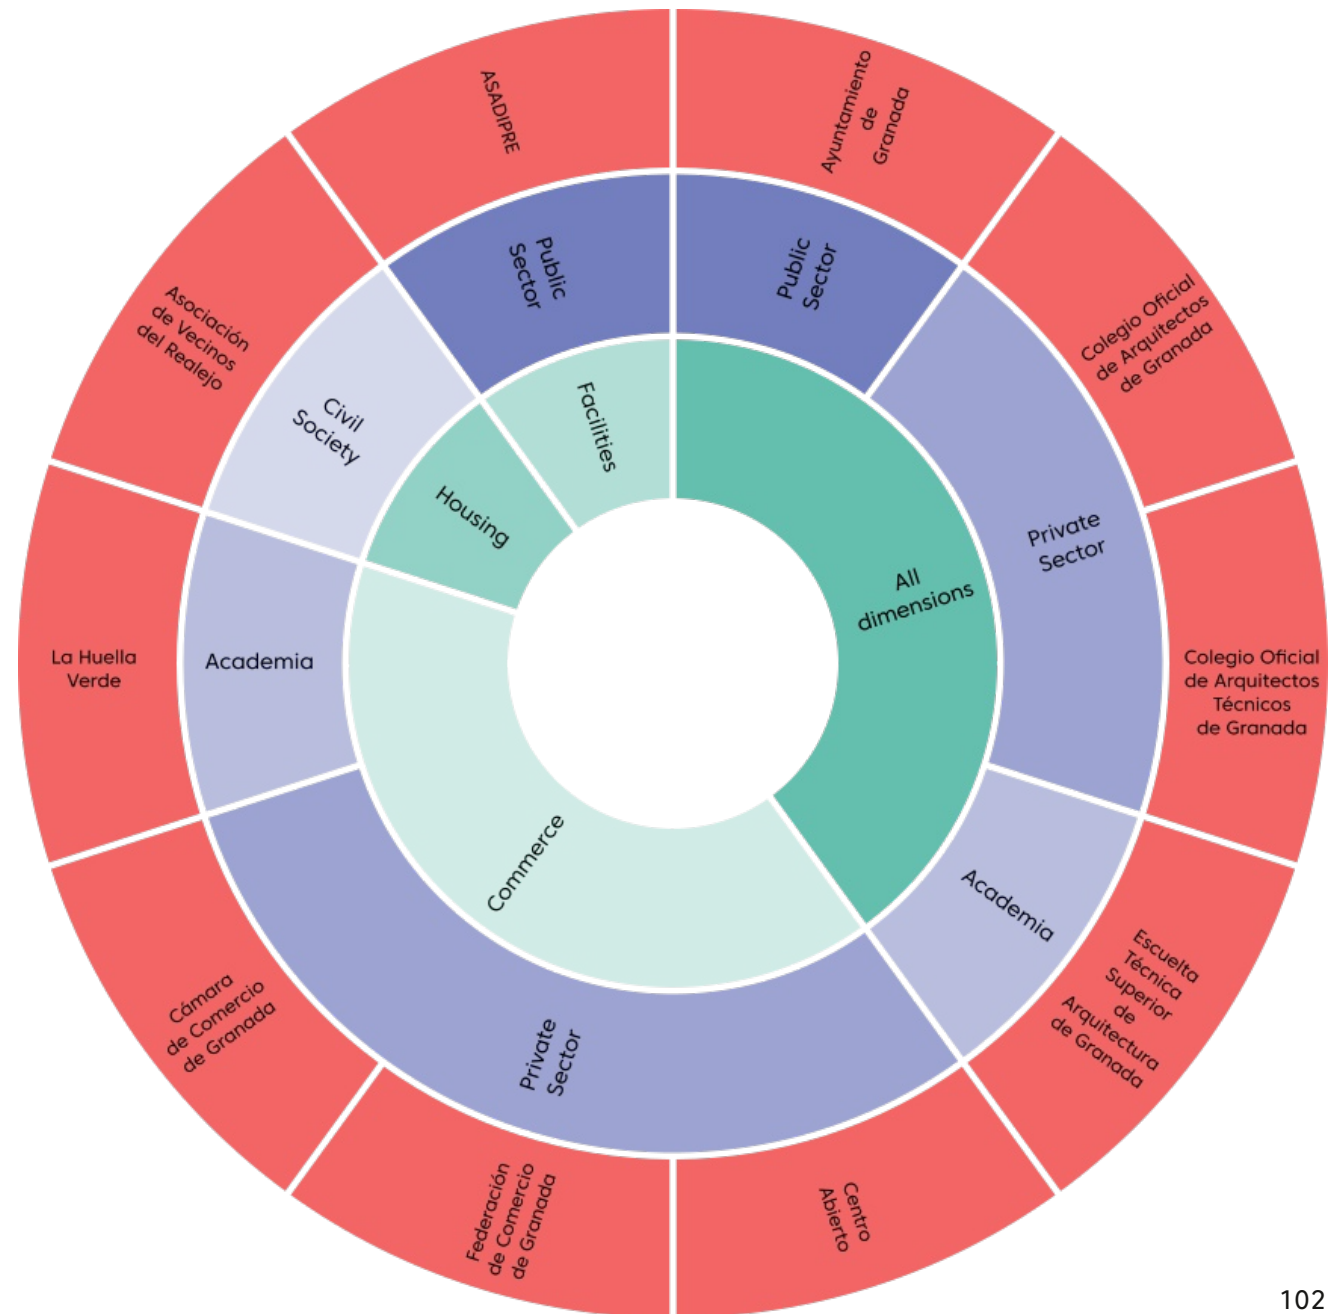 ASADIPRE
Ayuntamiento
de
Granada
Colegio Oficial
de Arquitectos
de Granada
Colegio Oficial
de Arquitectos
Técnicos
de Granada
Escuelta
Técnica
Superior
de
Arquitectura
de Granada
Centro
Abierto
Federación
de Comercio
de Granada
Cámara
de Comercio
de Granada
La Huella
Verde
Asociación
de Vecinos
del Realejo
Public
Sector
Public
Sector
Private
Sector
Academia
Private
Sector
Academia
Civil
Society
Facilities
All
dimensions
Commerce
Housing
102